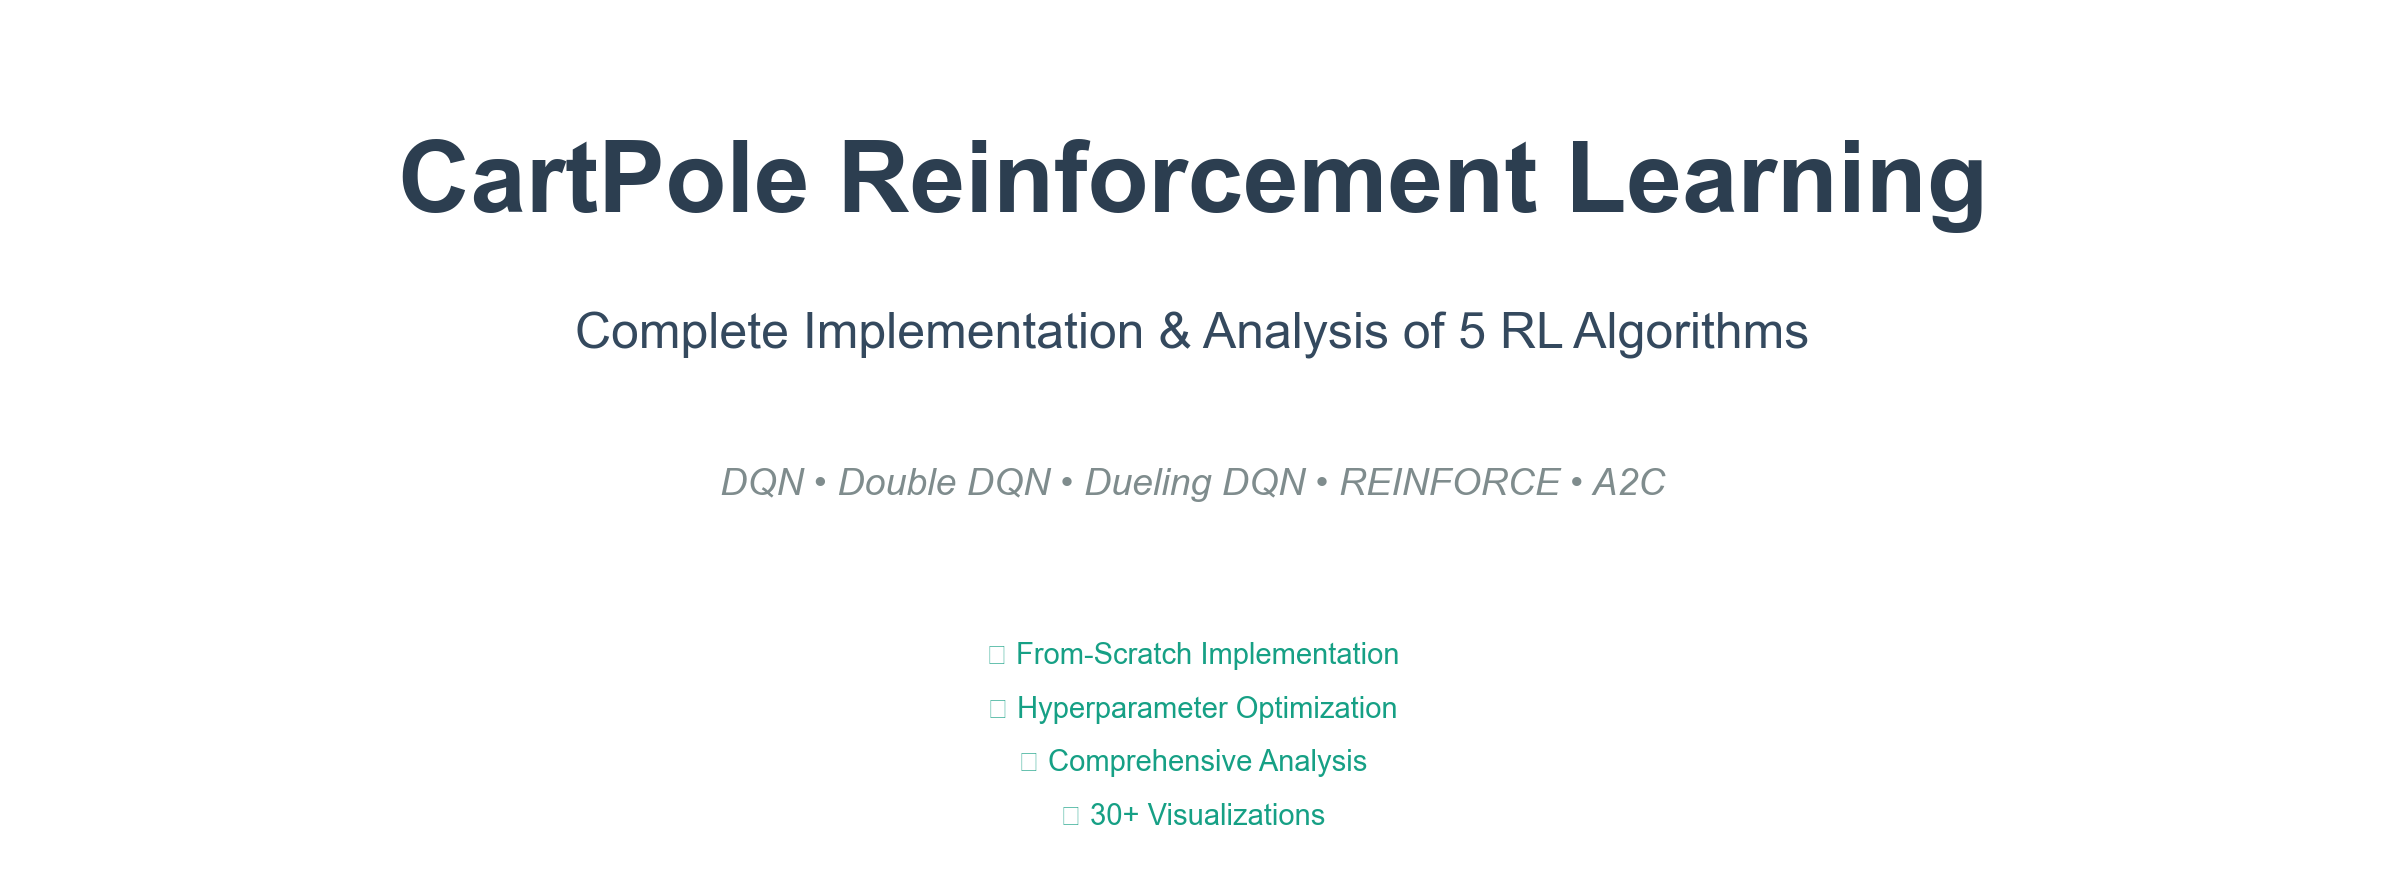 CartPole Reinforcement Learning
Complete Implementation & Analysis of 5 RL Algorithms
DQN • Double DQN • Dueling DQN • REINFORCE • A2C
From-Scratch Implementation
Hyperparameter Optimization
Comprehensive Analysis
30+ Visualizations